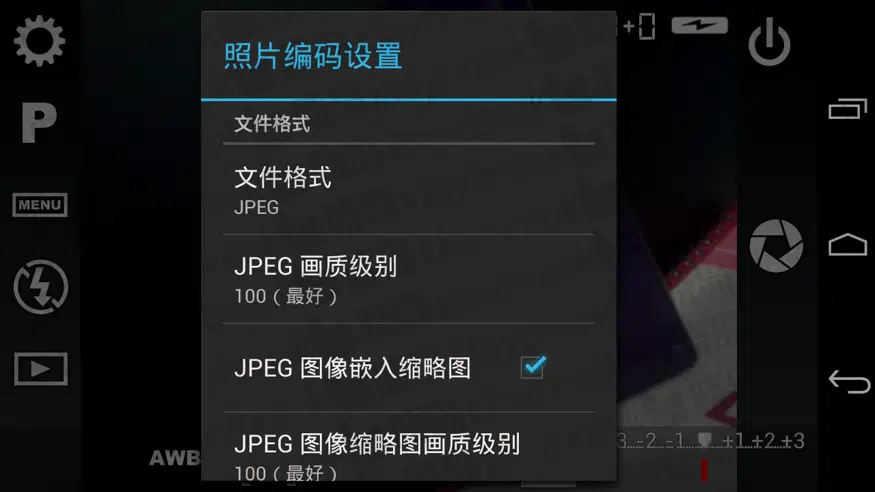 照片编码设置
文件格式
文件格式
JPEG
JPEG 画质级别
100（最好）
JPEG 图像嵌入缩略图
JPEG 图像缩略图画质级别
100（最好）
P
MENU
AWB
+0
3..-2..-1
+1.+2.+3